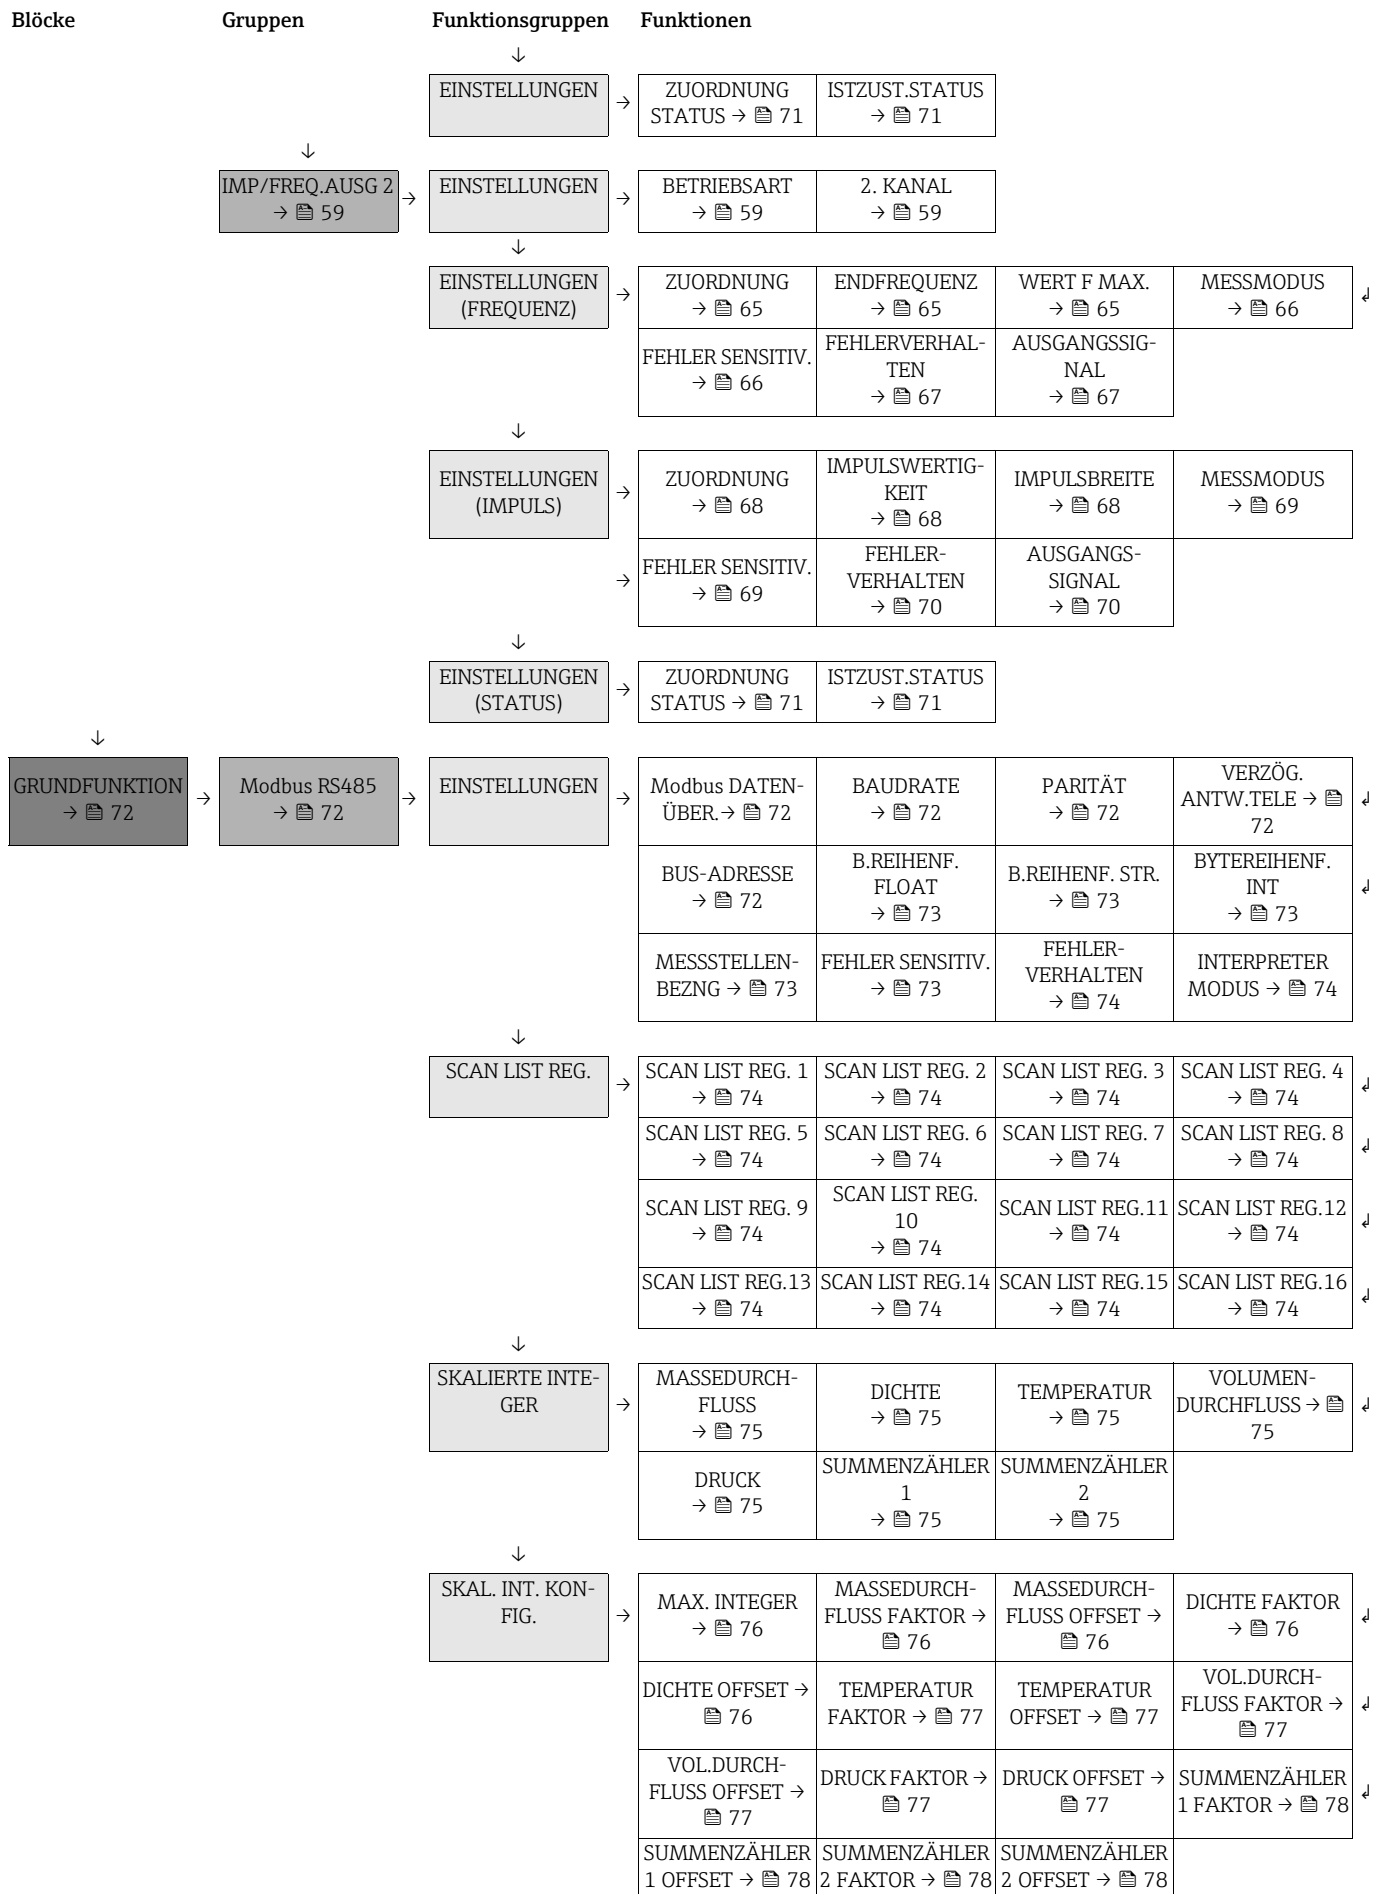 Blöcke Gruppen Funktionsgruppen Funktionen
↓
EINSTELLUNGEN → ZUORDNUNG STATUS → 71 ISTZUST.STATUS → 71
↓
IMP/FREQ.AUSG 2 → 59 → EINSTELLUNGEN → BETRIEBSART → 59 2. KANAL → 59
↓
EINSTELLUNGEN (FREQUENZ) → ZUORDNUNG → 65 ENDFREQUENZ → 65 WERT F MAX. → 65 MESSMODUS → 66
FEHLER SENSITIV. → 66 FEHLERVERHAL-TEN → 67 AUSGANGSSIG-NAL → 67
↓
EINSTELLUNGEN (IMPULS) → ZUORDNUNG → 68 IMPULSWERTIG-KEIT → 68 IMPULSBREITE → 68 MESSMODUS → 69
→ FEHLER SENSITIV. → 69 FEHLER-VERHALTEN → 70 AUSGANGS-SIGNAL → 70
↓
EINSTELLUNGEN (STATUS) → ZUORDNUNG STATUS → 71 ISTZUST.STATUS → 71
↓
GRUNDFUNKTION → 72 → Modbus RS485 → 72 → EINSTELLUNGEN → Modbus DATEN-ÜBER.→ 72 BAUDRATE → 72 PARITÄT → 72 VERZÖG. ANTW.TELE → 72
BUS-ADRESSE → 72 B.REIHENF. FLOAT → 73 B.REIHENF. STR. → 73 BYTEREIHENF. INT → 73
MESSSTELLEN-BEZNG → 73 FEHLER SENSITIV. → 73 FEHLER-VERHALTEN → 74 INTERPRETER MODUS → 74
↓
SCAN LIST REG. → SCAN LIST REG. 1 → 74 SCAN LIST REG. 2 → 74 SCAN LIST REG. 3 → 74 SCAN LIST REG. 4 → 74
SCAN LIST REG. 5 → 74 SCAN LIST REG. 6 → 74 SCAN LIST REG. 7 → 74 SCAN LIST REG. 8 → 74
SCAN LIST REG. 9 → 74 SCAN LIST REG. 10 → 74 SCAN LIST REG.11 → 74 SCAN LIST REG.12 → 74
SCAN LIST REG.13 → 74 SCAN LIST REG.14 → 74 SCAN LIST REG.15 → 74 SCAN LIST REG.16 → 74
↓
SKALIERTE INTE-GER → MASSEDURCH-FLUSS → 75 DICHTE → 75 TEMPERATUR → 75 VOLUMEN-DURCHFLUSS → 75
DRUCK → 75 SUMMENZÄHLER 1 → 75 SUMMENZÄHLER 2 → 75
↓
SKAL. INT. KON-FIG. → MAX. INTEGER → 76 MASSEDURCH-FLUSS FAKTOR → 76 MASSEDURCH-FLUSS OFFSET → 76 DICHTE FAKTOR → 76
DICHTE OFFSET → 76 TEMPERATUR FAKTOR → 77 TEMPERATUR OFFSET → 77 VOL.DURCH-FLUSS FAKTOR → 77
VOL.DURCH-FLUSS OFFSET → 77 DRUCK FAKTOR → 77 DRUCK OFFSET → 77 SUMMENZÄHLER 1 FAKTOR → 78
SUMMENZÄHLER 1 OFFSET → 78 SUMMENZÄHLER 2 FAKTOR → 78 SUMMENZÄHLER 2 OFFSET → 78